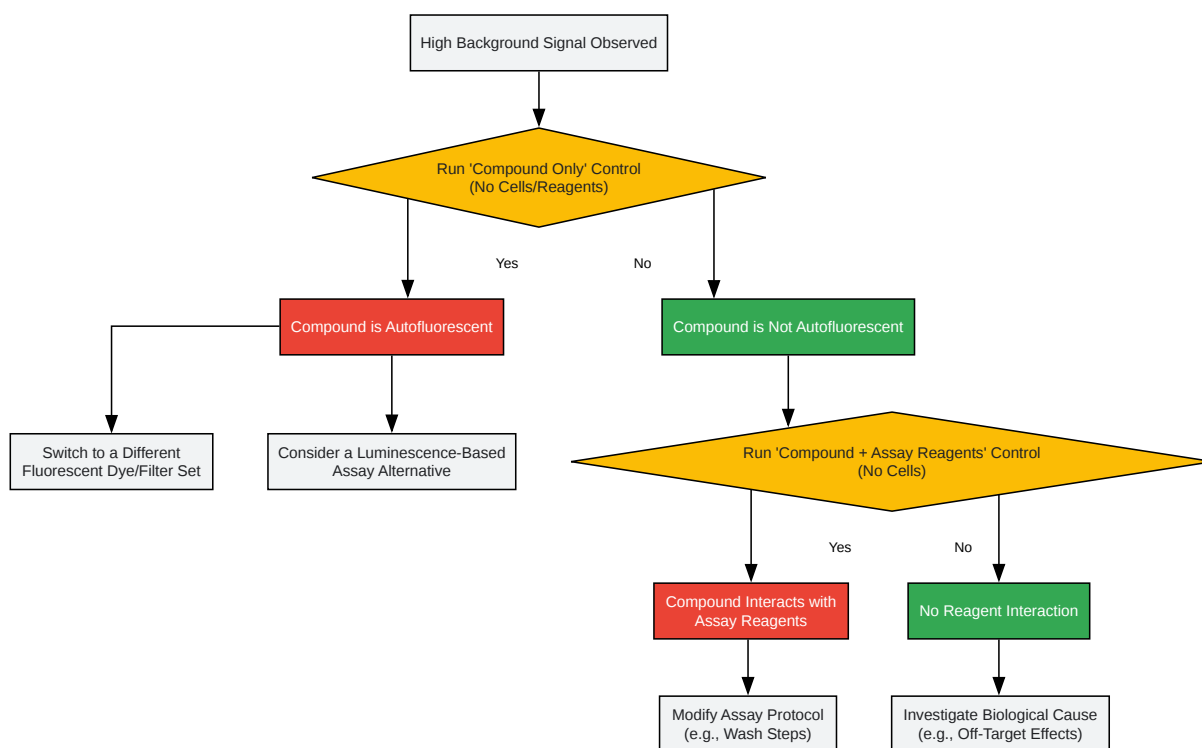 High Background Signal Observed
Run 'Compound Only' Control
(No Cells/Reagents)
Yes
No
Compound is Autofluorescent
Compound is Not Autofluorescent
Switch to a Different
Fluorescent Dye/Filter Set
Consider a Luminescence-Based
Assay Alternative
Run 'Compound + Assay Reagents' Control
(No Cells)
Yes
No
Compound Interacts with
Assay Reagents
No Reagent Interaction
Modify Assay Protocol
(e.g., Wash Steps)
Investigate Biological Cause
(e.g., Off-Target Effects)